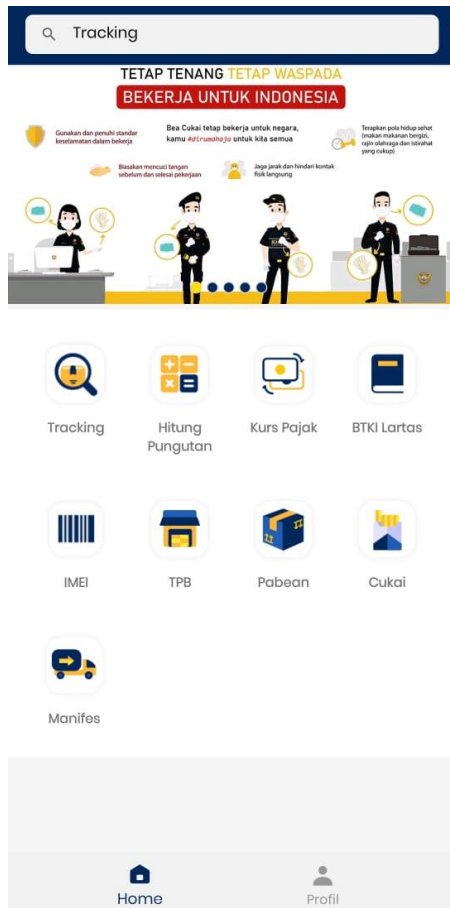 Tracking
TETAP TENANG TETAP WASPADA
BEKERJA UNTUK INDONESIA
Gunakan dan penuhi standar
keselamatan dalam bekerja
Bea Cukai tetap bekerja untuk negara,
kamu #dirumahaja untuk kita semua
Terapkan pola hidup sehat
(makan makanan bergizi,
rajin olahraga dan istirahat
yang cukup)
Biasakan mencuci tangan
sebelum dan selesai pekerjaan
Jaga jarak dan hindari kontak
fisik langsung
Tracking
Hitung
Pungutan
Kurs Pajak
BTKI Lartas
IMEI
TPB
Pabean
Cukai
Manifes
Home
Profil